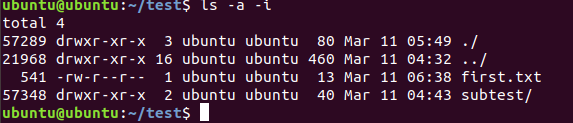 ubuntu@ubuntu:~/test$ ls -a -i
total 4
57289 drwxr-xr-x  3 ubuntu ubuntu  80 Mar 11 05:49 ./
21968 drwxr-xr-x 16 ubuntu ubuntu 460 Mar 11 04:32 ../
  541 -rw-r--r--  1 ubuntu ubuntu  13 Mar 11 06:38 first.txt
57348 drwxr-xr-x  2 ubuntu ubuntu  40 Mar 11 04:43 subtest/
ubuntu@ubuntu:~/test$